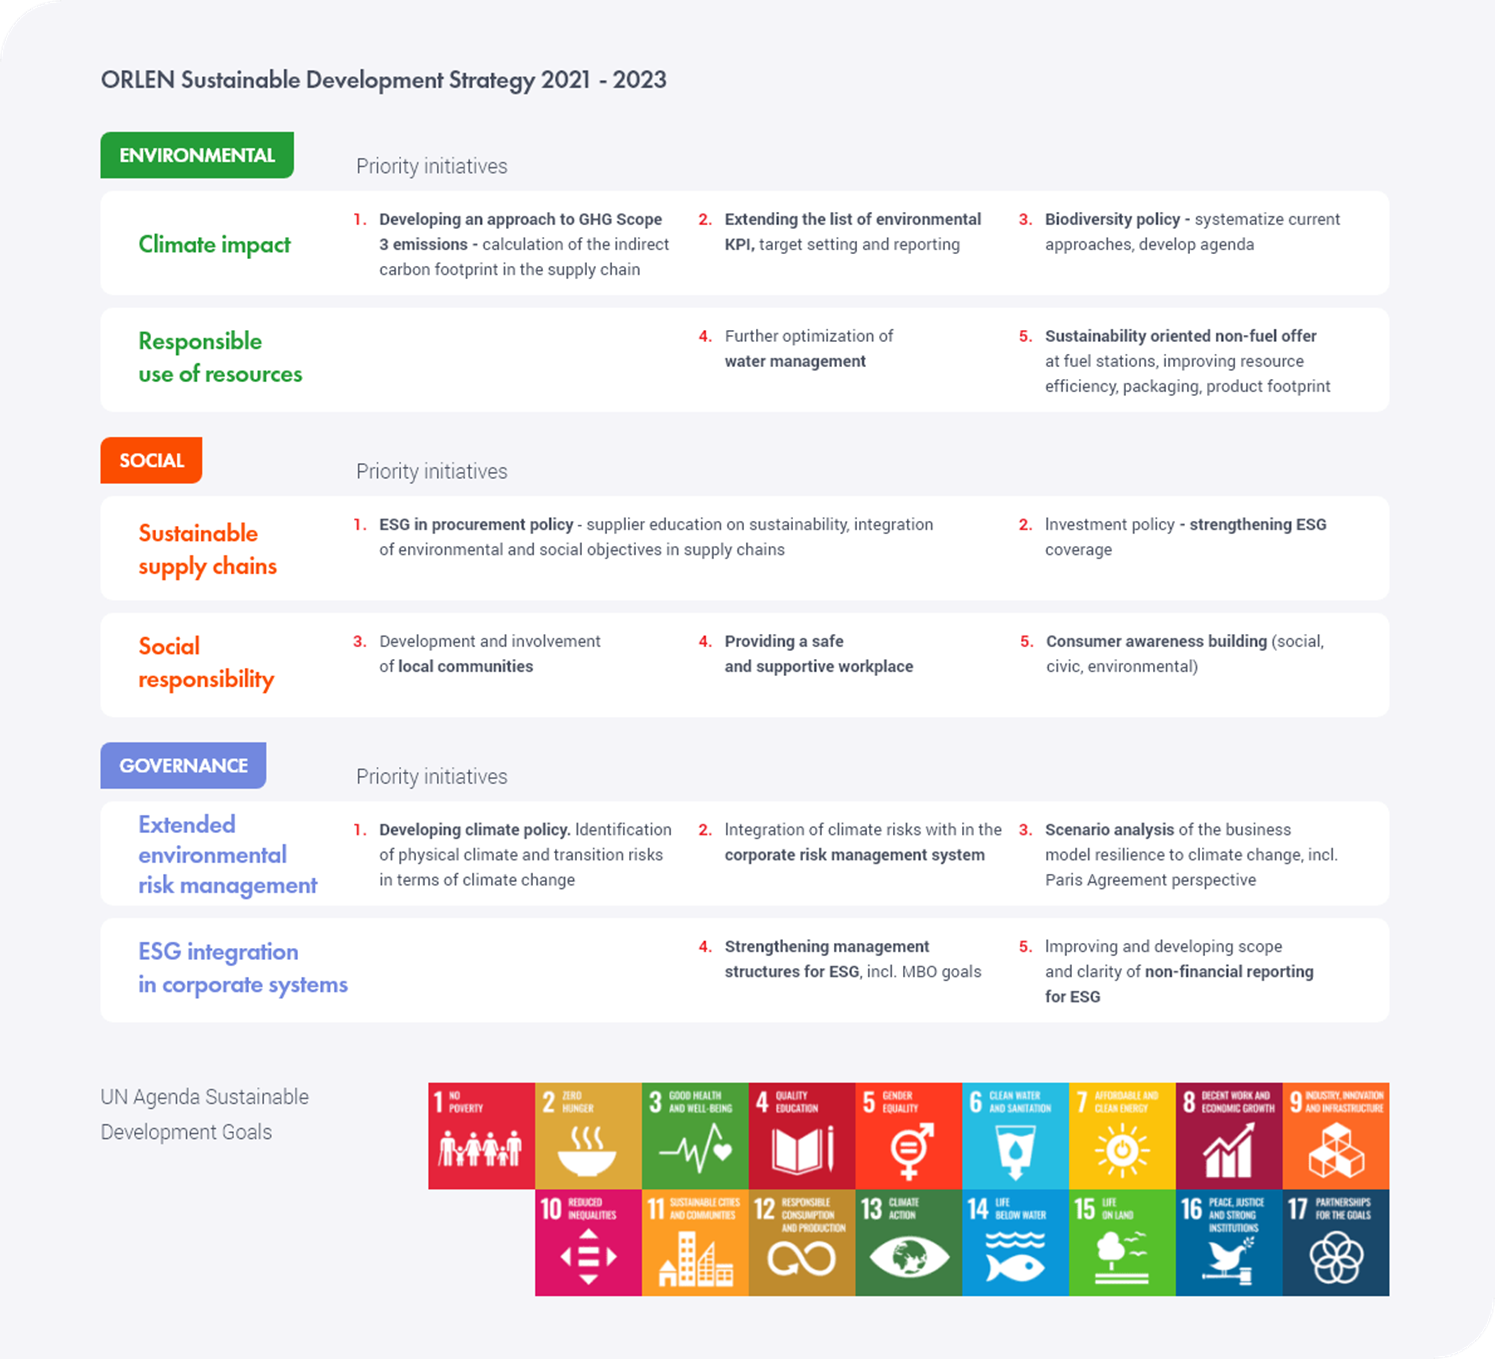 ORLEN Sustainable Development Strategy 2021 - 2023
ENVIRONMENTAL
Priority initiatives
Climate impact
1. Developing an approach to GHG Scope
3 emissions - calculation of the indirect
carbon footprint in the supply chain
2. Extending the list of environmental
KPI, target setting and reporting
3. Biodiversity policy - systematize current
approaches, develop agenda
Responsible
use of resources
4. Further optimization of
water management
5. Sustainability oriented non-fuel offer
at fuel stations, improving resource
efficiency, packaging, product footprint
SOCIAL
Priority initiatives
Sustainable
supply chains
1. ESG in procurement policy - supplier education on sustainability, integration
of environmental and social objectives in supply chains
2. Investment policy - strengthening ESG
coverage
Social
responsibility
3. Development and involvement
of local communities
4. Providing a safe
and supportive workplace
5. Consumer awareness building (social,
civic, environmental)
GOVERNANCE
Priority initiatives
Extended
environmental
risk management
1. Developing climate policy. Identification
of physical climate and transition risks
in terms of climate change
2. Integration of climate risks with in the
corporate risk management system
3. Scenario analysis of the business
model resilience to climate change, incl.
Paris Agreement perspective
ESG integration
in corporate systems
4. Strengthening management
structures for ESG, incl. MBO goals
5. Improving and developing scope
and clarity of non-financial reporting
for ESG
UN Agenda Sustainable
Development Goals
1 NO
POVERTY
2 ZERO
HUNGER
3 GOOD HEALTH
AND WELL-BEING
4 QUALITY
EDUCATION
5 GENDER
EQUALITY
6 CLEAN WATER
AND SANITATION
7 AFFORDABLE AND
CLEAN ENERGY
8 DECENT WORK AND
ECONOMIC GROWTH
9 INDUSTRY, INNOVATION
AND INFRASTRUCTURE
10 REDUCED
INEQUALITIES
11 SUSTAINABLE CITIES
AND COMMUNITIES
12 RESPONSIBLE
CONSUMPTION
AND PRODUCTION
13 CLIMATE
ACTION
14 LIFE
BELOW WATER
15 LIFE
ON LAND
16 PEACE, JUSTICE
AND STRONG
INSTITUTIONS
17 PARTNERSHIPS
FOR THE GOALS